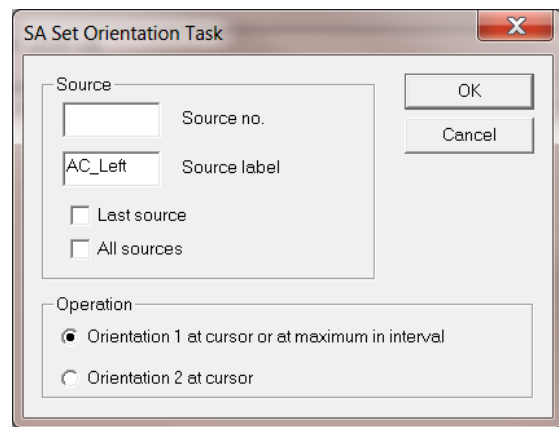 SA Set Orientation Task
Source
Source no.
AC_Left Source label
Last source
All sources
OK
Cancel
Operation
Orientation 1 at cursor or at maximum in interval
Orientation 2 at cursor